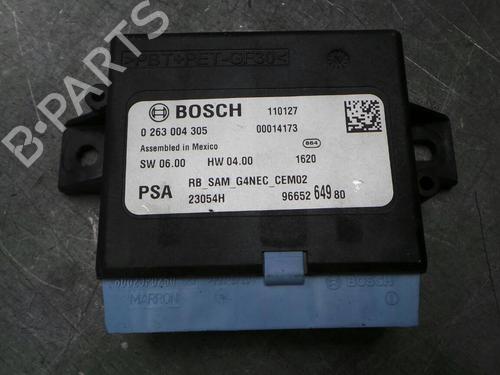 >PBT+PET-GF30<
BOSCH
110127
0 263 004 305
00014173
Assembled in Mexico
864
SW 06.00
HW 04.00
1620
PSA
RB_SAM_G4NEC_CEM02
23054H
96652 649 80
BOSCH
MARRON
B-PARTS